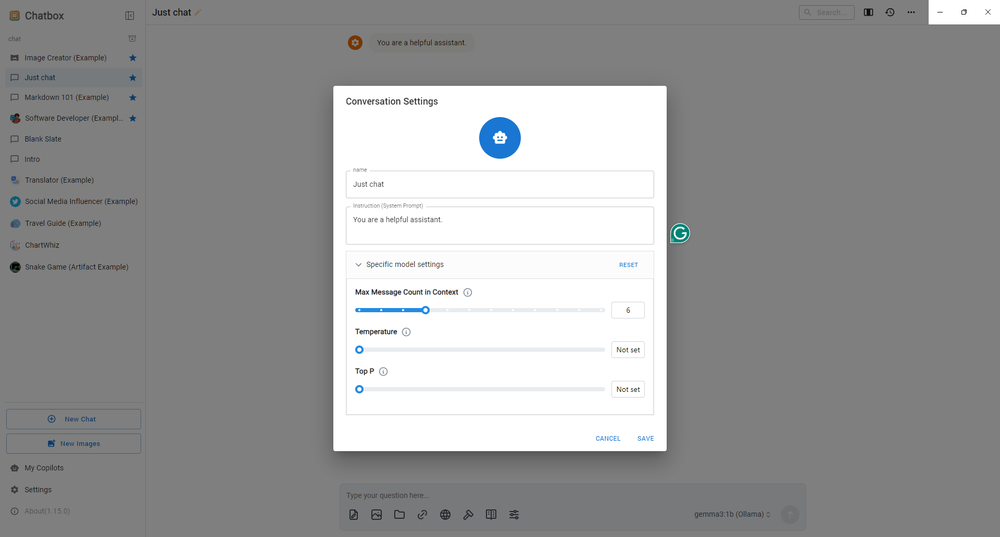 Chatbox
Just chat
Search...
chat
Image Creator (Example)
Just chat
Markdown 101 (Example)
Software Developer (Exampl...
Blank Slate
Intro
Translator (Example)
Social Media Influencer (Example)
Travel Guide (Example)
ChartWhiz
Snake Game (Artifact Example)
New Chat
New Images
My Copilots
Settings
About(1.15.0)
You are a helpful assistant.
Conversation Settings
name
Just chat
Instruction (System Prompt)
You are a helpful assistant.
Specific model settings
RESET
Max Message Count in Context
6
Temperature
Not set
Top P
Not set
CANCEL
SAVE
Type your question here...
gemma3:1b (Ollama)